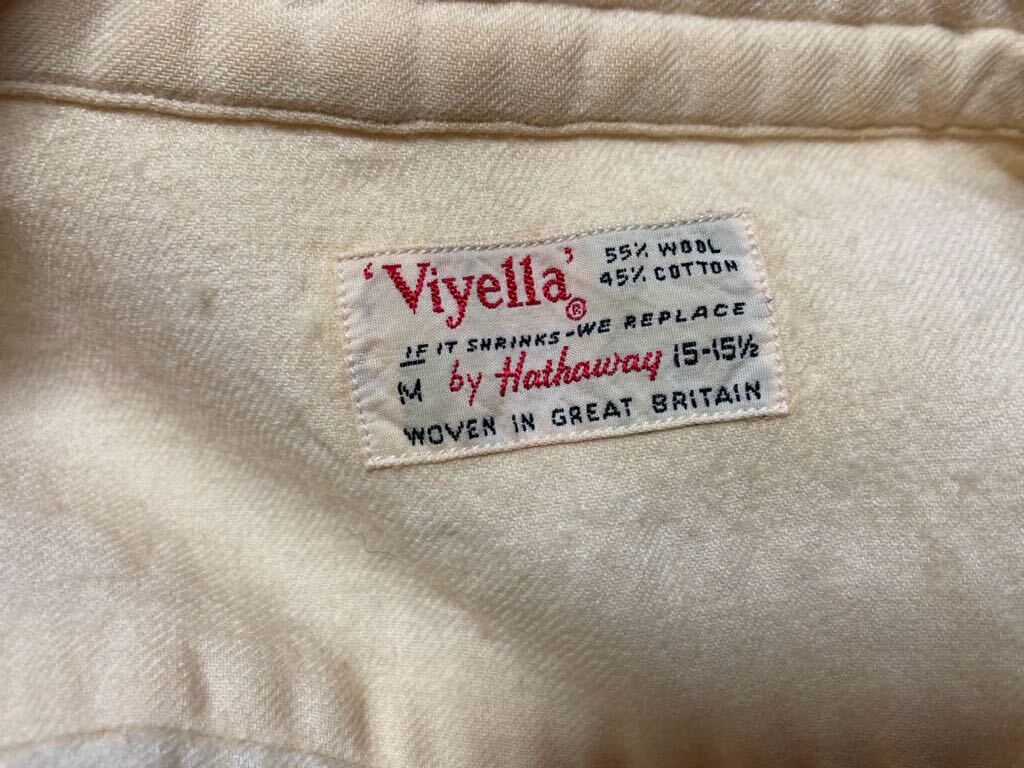 'Viyella'® 55% WOOL
45% COTTON
IF IT SHRINKS-WE REPLACE
M by Hathaway 15-15½
WOVEN IN GREAT BRITAIN